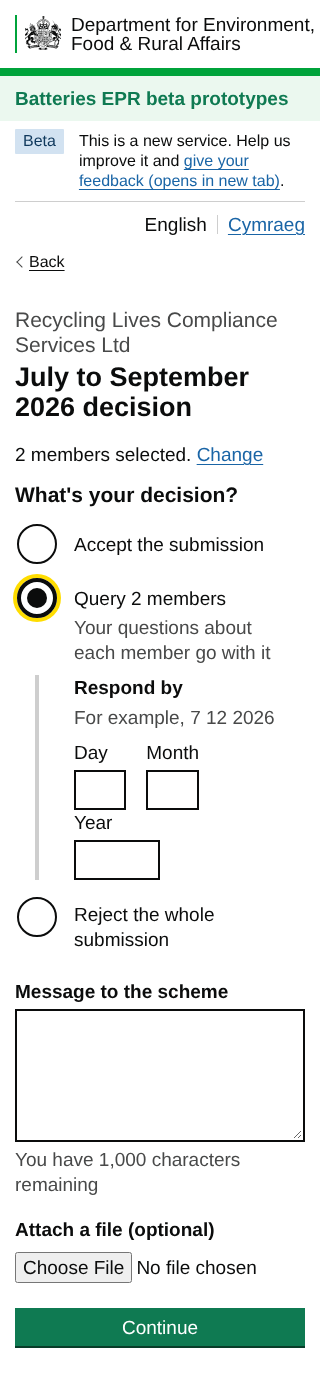 Department for Environment,
Food & Rural Affairs
Batteries EPR beta prototypes
Beta
This is a new service. Help us
improve it and give your
feedback (opens in new tab).
English
Cymraeg
Back
Recycling Lives Compliance
Services Ltd
July to September
2026 decision
2 members selected. Change
What's your decision?
Accept the submission
Query 2 members
Your questions about
each member go with it
Respond by
For example, 7 12 2026
Day
Month
Year
Reject the whole
submission
Message to the scheme
You have 1,000 characters
remaining
Attach a file (optional)
Choose File No file chosen
Continue